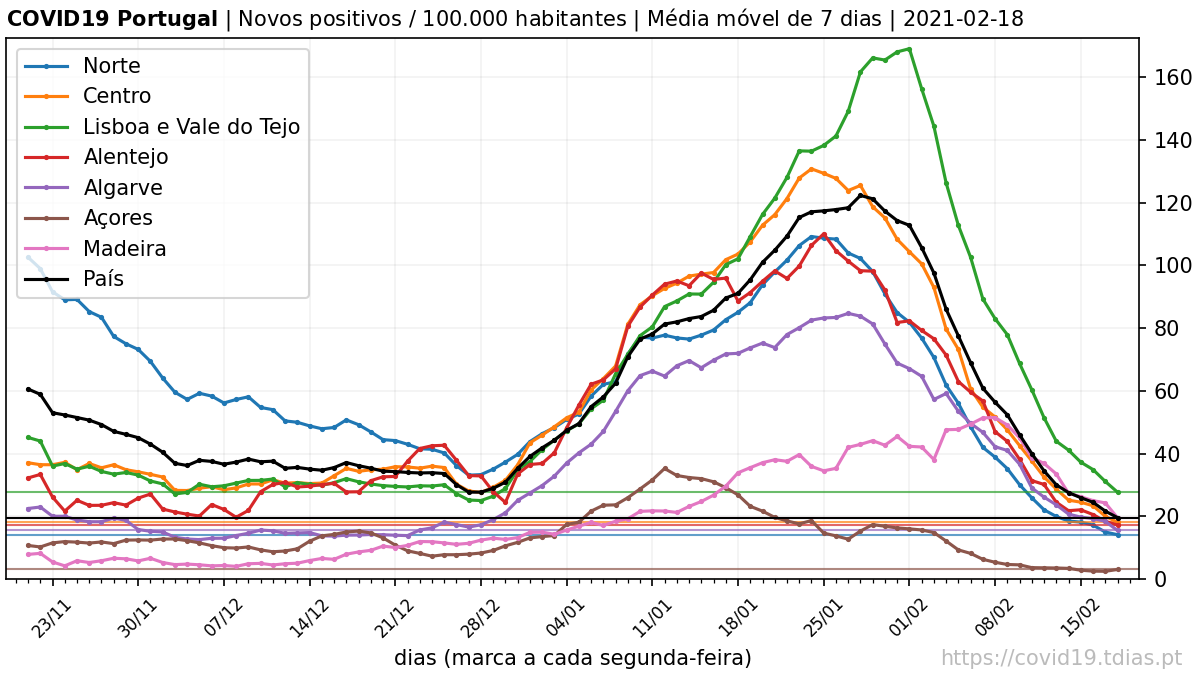 COVID19 Portugal | Novos positivos / 100.000 habitantes | Média móvel de 7 dias | 2021-02-18
Norte
Centro
Lisboa e Vale do Tejo
Alentejo
Algarve
Açores
Madeira
País
160
140
120
100
80
60
40
20
0
23/11 30/11 07/12 14/12 21/12 28/12 04/01 11/01 18/01 25/01 01/02 08/02 15/02
dias (marca a cada segunda-feira)
https://covid19.tdias.pt